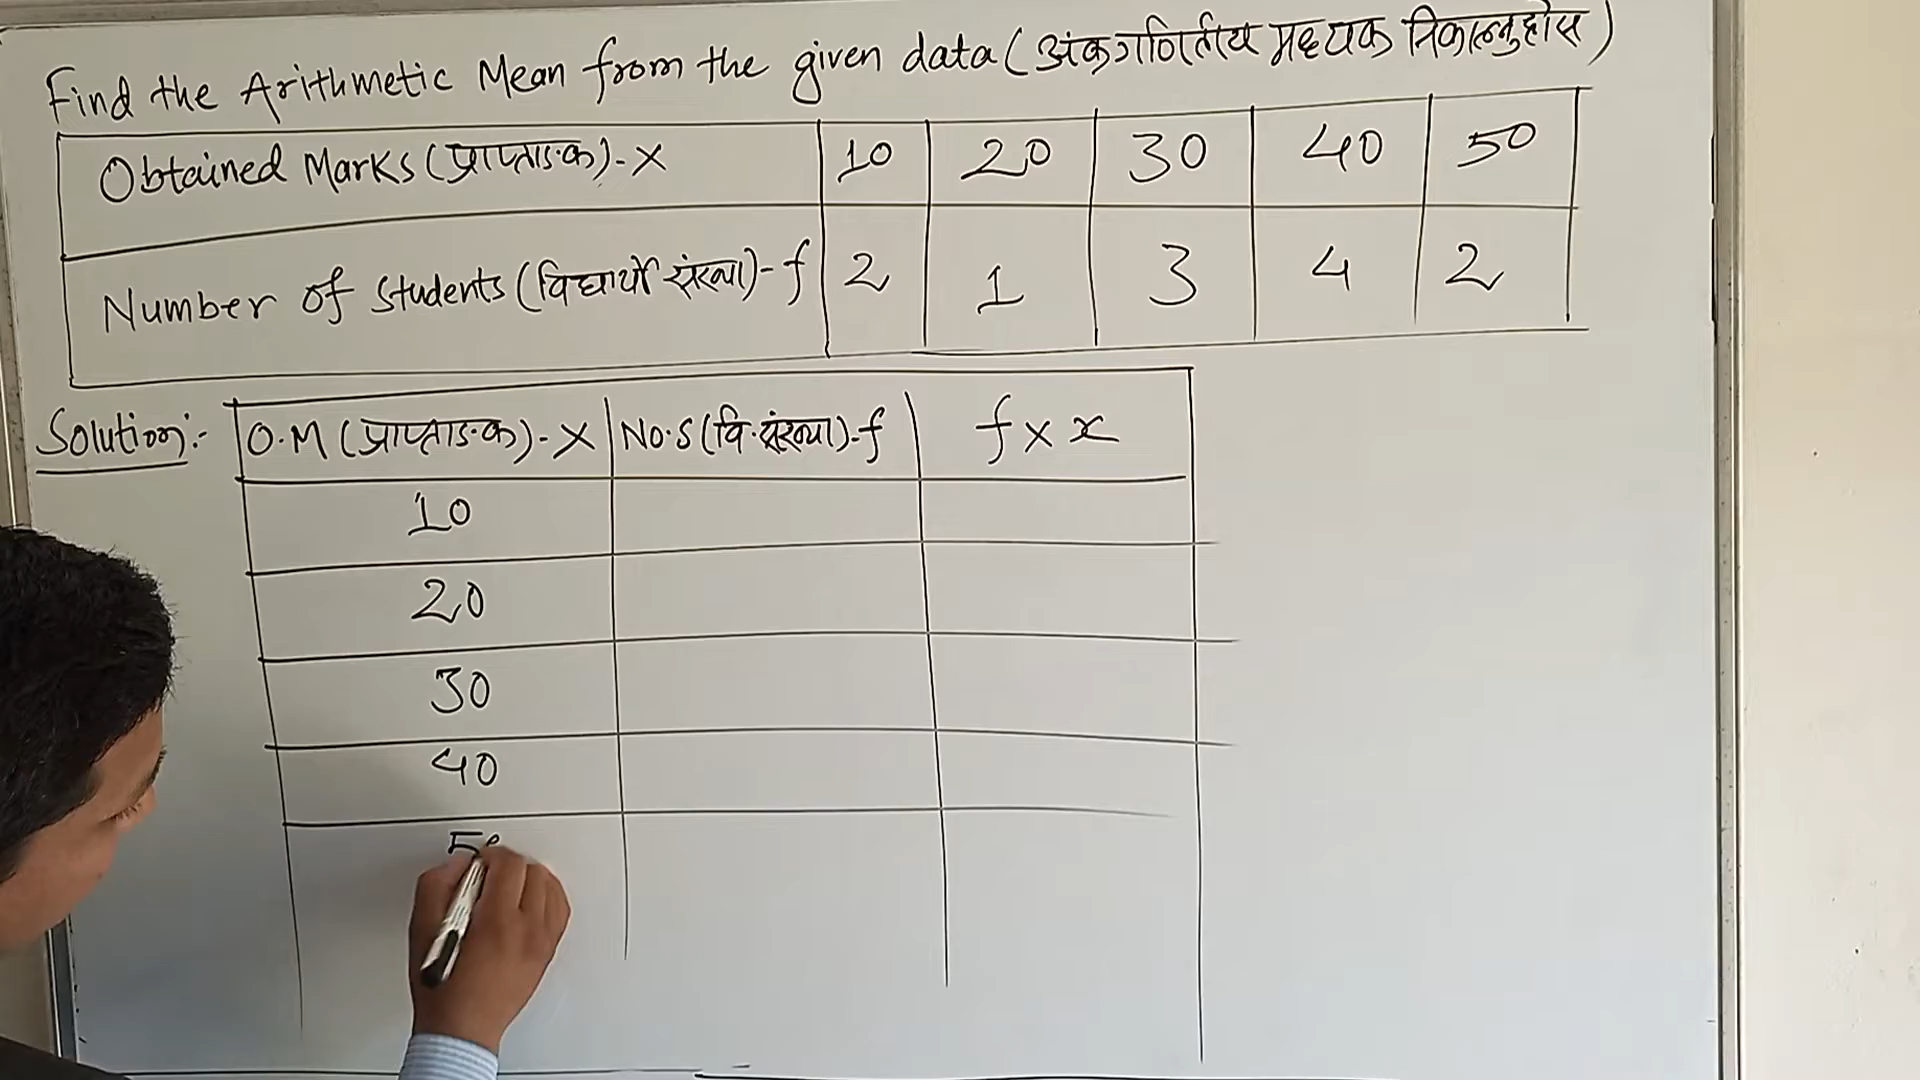 Find the Arithmetic Mean from the given data (अंकगणितीय मध्यक निकाल्नुहोस)
Obtained Marks (प्राप्ताङ्क) - X 10 20 30 40 50
Number of Students (विद्यार्थी संख्या) - f 2 1 3 4 2
Solution:- O.M (प्राप्ताङ्क) - X No.S (वि.संख्या) - f f x x
10
20
30
40
50